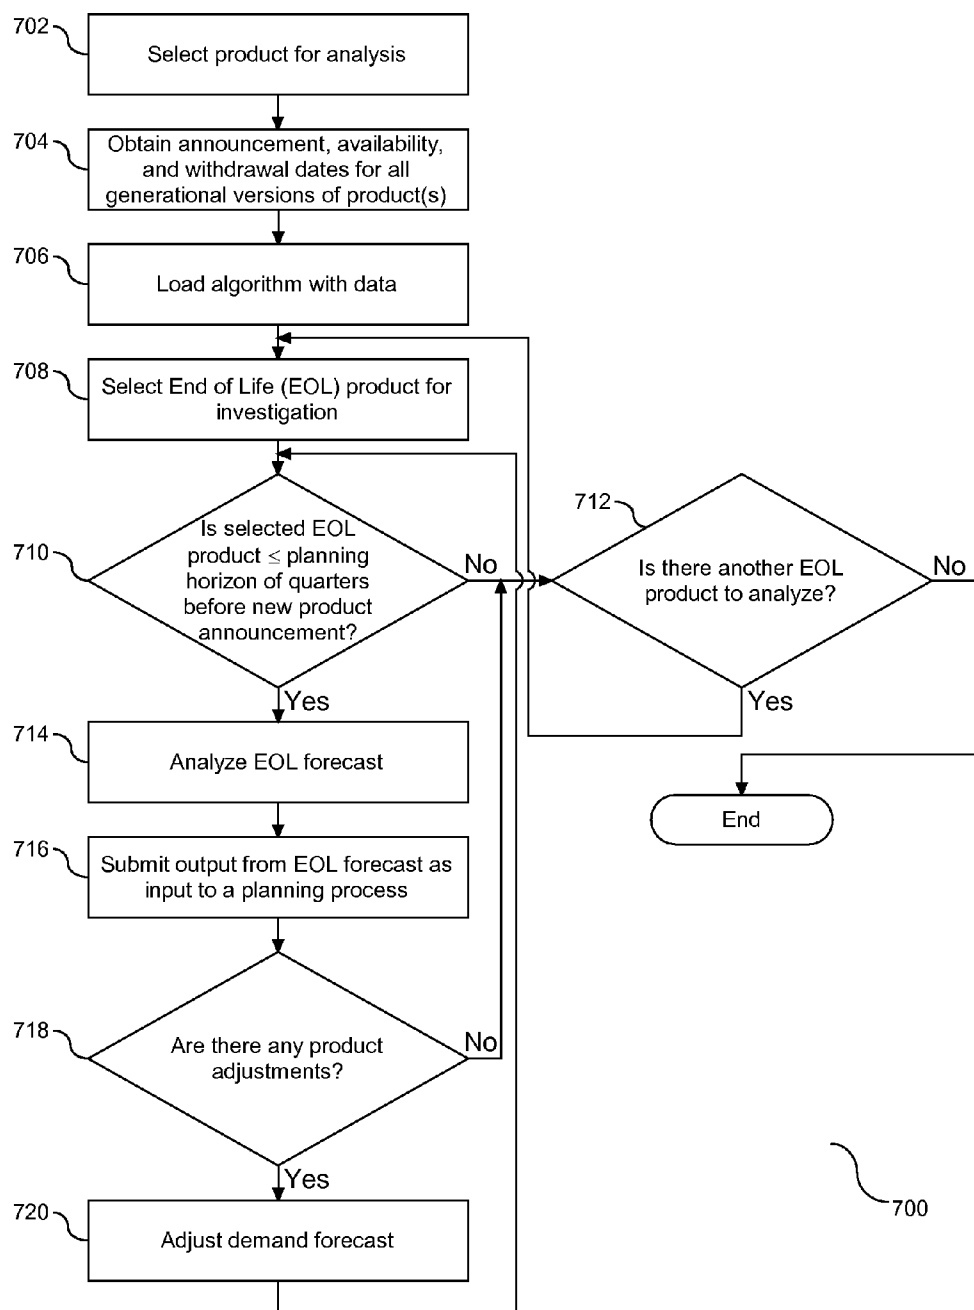 702
Select product for analysis
704
Obtain announcement, availability,
and withdrawal dates for all
generational versions of product(s)
706
Load algorithm with data
708
Select End of Life (EOL) product for
investigation
710
Is selected EOL
product ≤ planning
horizon of quarters
before new product
announcement?
No
Yes
712
Is there another EOL
product to analyze?
No
Yes
End
714
Analyze EOL forecast
716
Submit output from EOL forecast as
input to a planning process
718
Are there any product
adjustments?
No
Yes
720
Adjust demand forecast
700